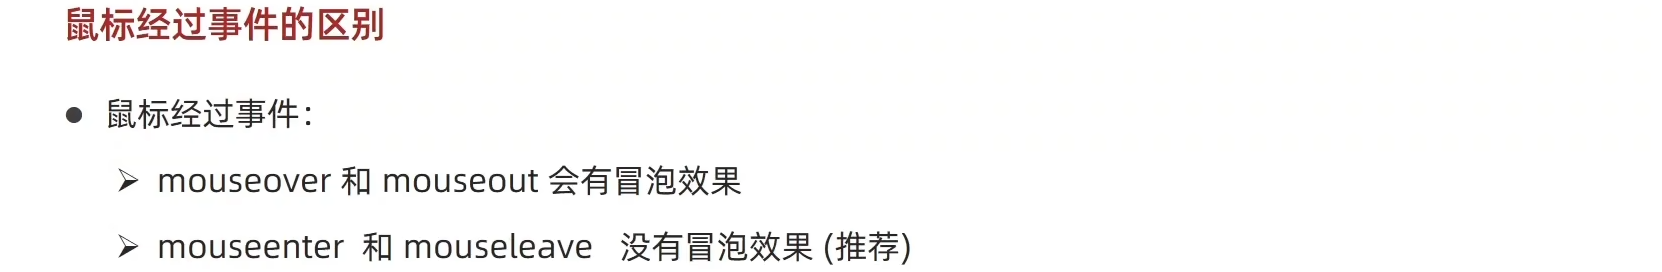 鼠标经过事件的区别
● 鼠标经过事件：
➢ mouseover 和 mouseout 会有冒泡效果
➢ mouseenter 和 mouseleave 没有冒泡效果 (推荐)